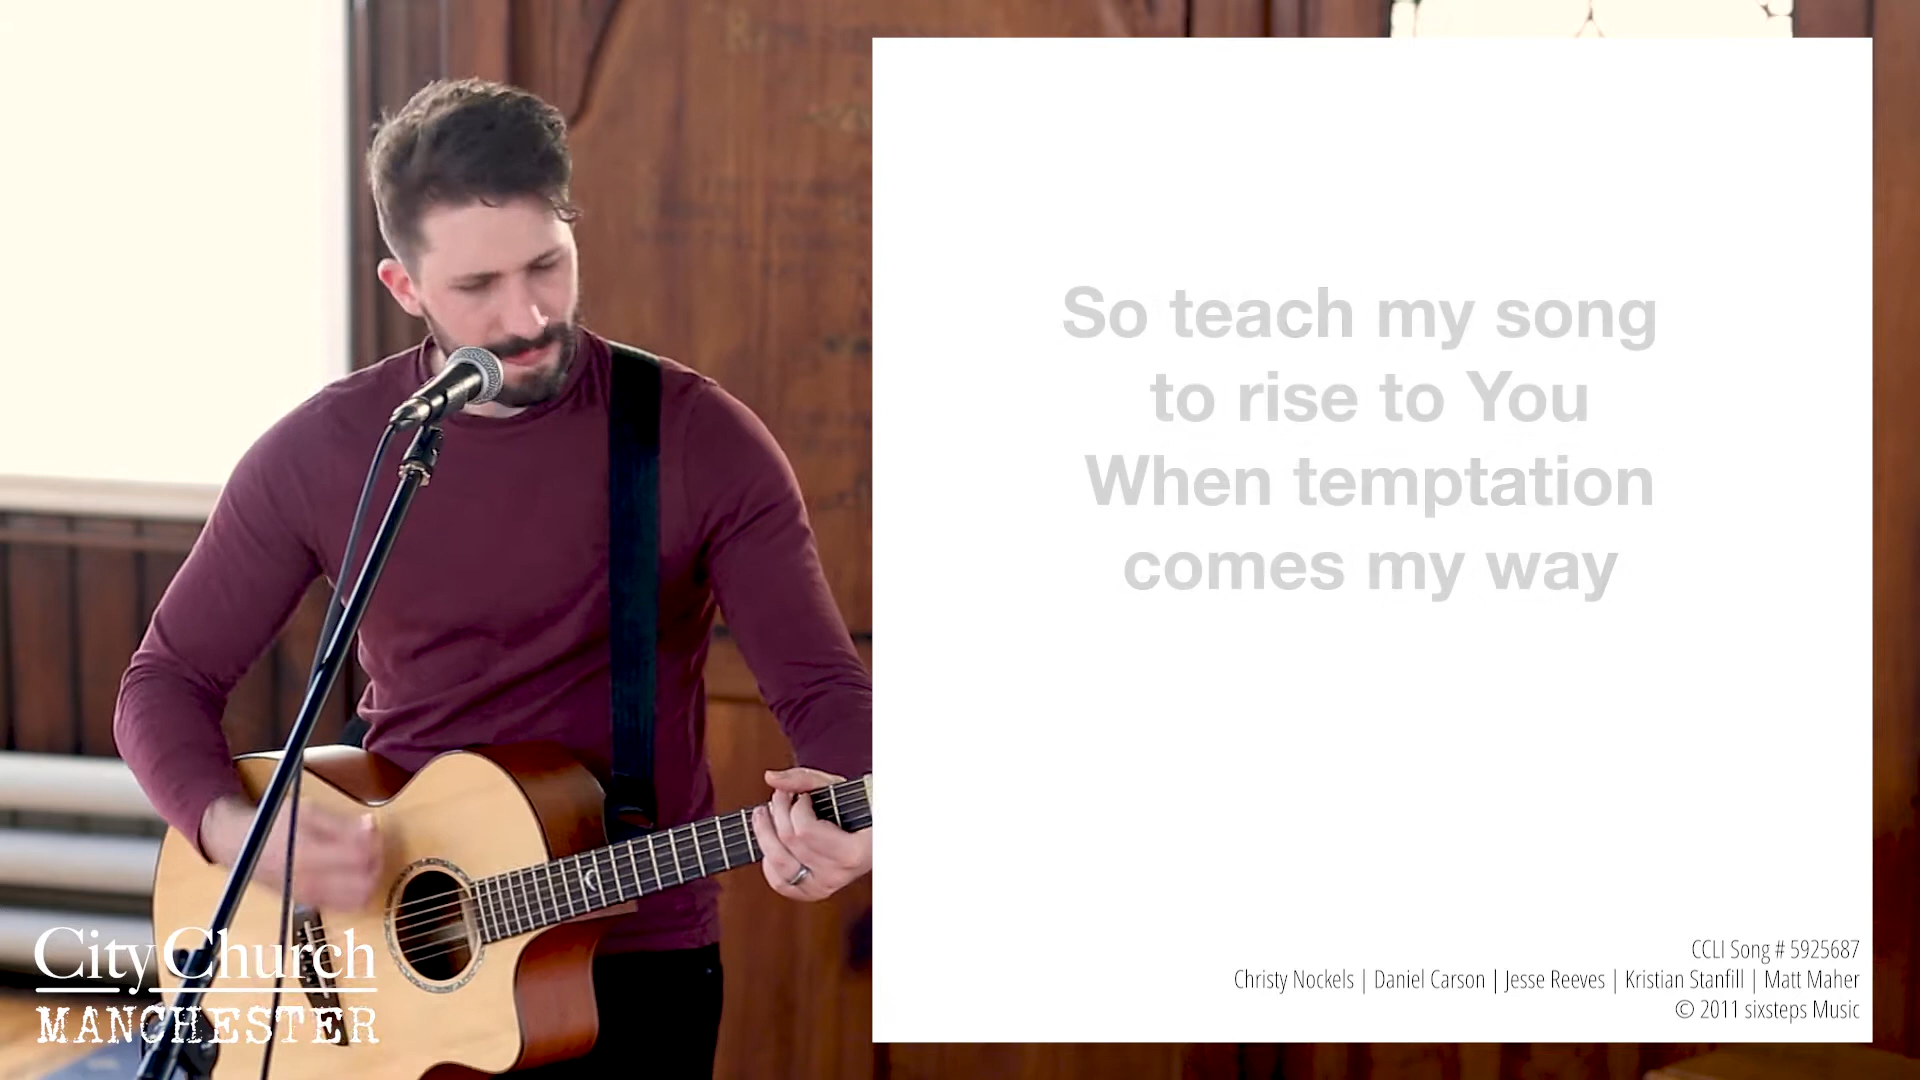 So teach my song
to rise to You
When temptation
comes my way
CCLI Song # 5925687
Christy Nockels | Daniel Carson | Jesse Reeves | Kristian Stanfill | Matt Maher
© 2011 sixsteps Music
City Church
MANCHESTER